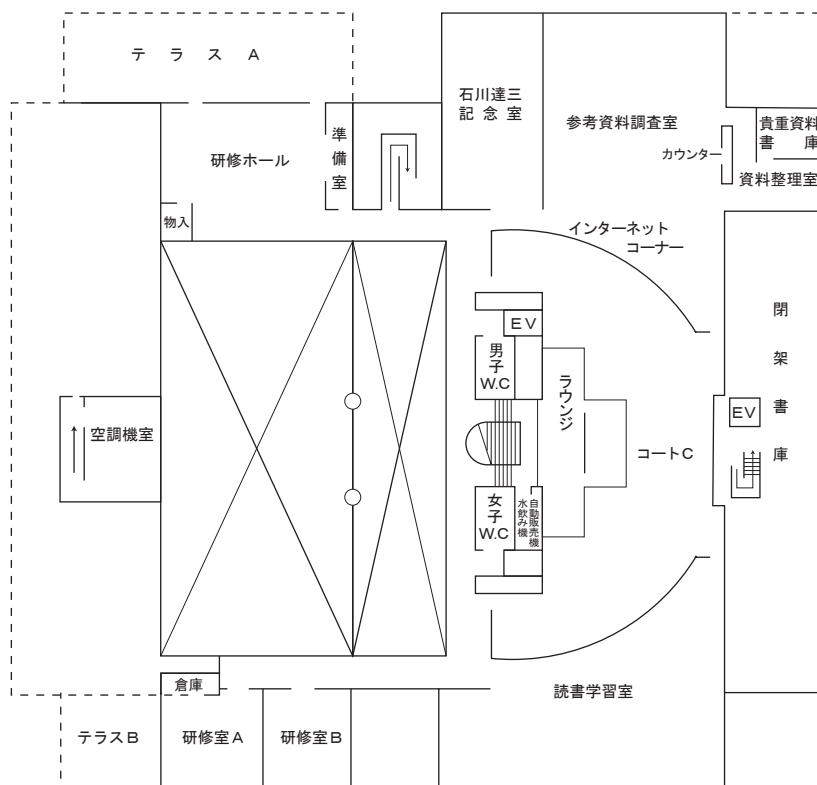 テラスA
石川達三
記念室
参考資料調査室
貴重資料
書庫
カウンター
資料整理室
研修ホール
準備室
物入
インターネット
コーナー
EV
男子
W.C
ラウンジ
閉架書庫
EV
空調機室
コートC
女子
W.C
自動販売機
水飲み機
倉庫
読書学習室
テラスB
研修室A
研修室B